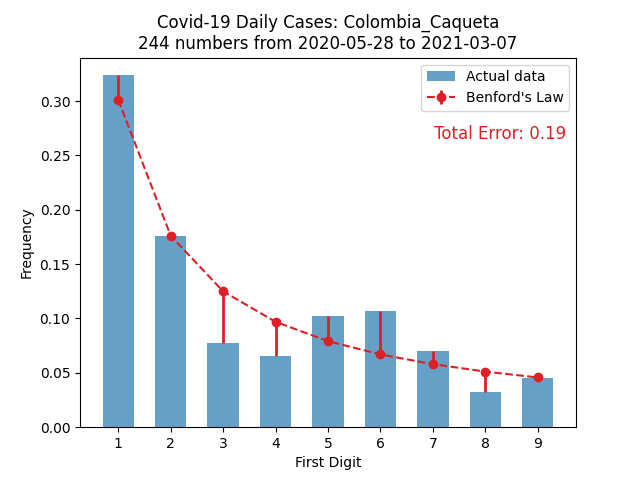 Covid-19 Daily Cases: Colombia_Caqueta
244 numbers from 2020-05-28 to 2021-03-07
Actual data
Benford's Law
Total Error: 0.19
Frequency
0.30
0.25
0.20
0.15
0.10
0.05
0.00
1 2 3 4 5 6 7 8 9
First Digit